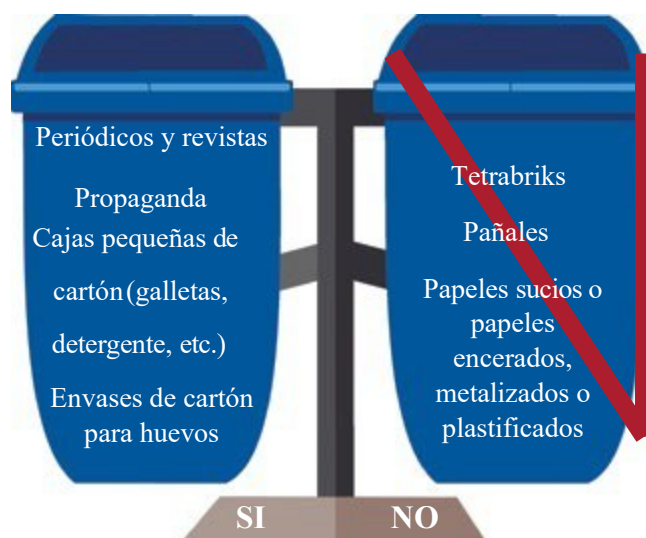 Periódicos y revistas
Propaganda
Cajas pequeñas de
cartón (galletas,
detergente, etc.)
Envases de cartón
para huevos
Tetrabriks
Pañales
Papeles sucios o
papeles
encerados,
metalizados o
plastificados
SI
NO